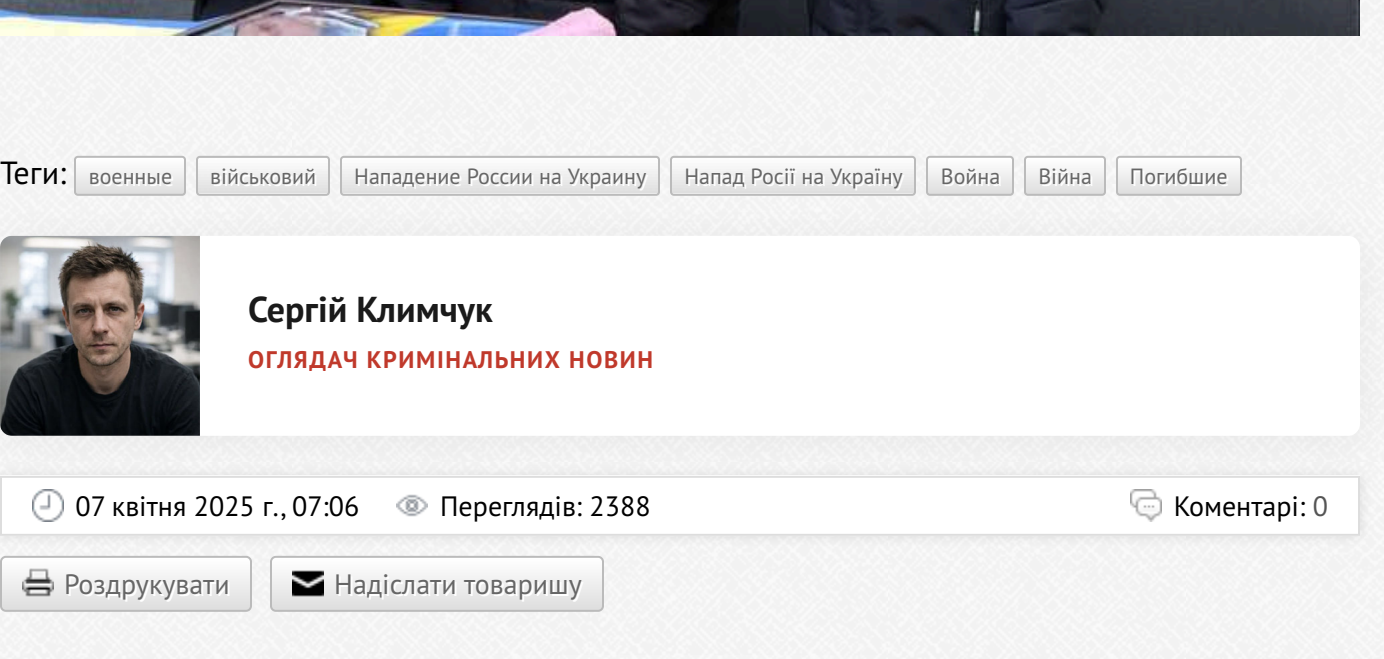 Теги: военные військовий Нападение России на Украину Напад Росії на Україну Война Війна Погибшие
Сергій Климчук
ОГЛЯДАЧ КРИМІНАЛЬНИХ НОВИН
07 квітня 2025 г., 07:06 Переглядів: 2388 Коментарі: 0
Роздрукувати Надіслати товаришу